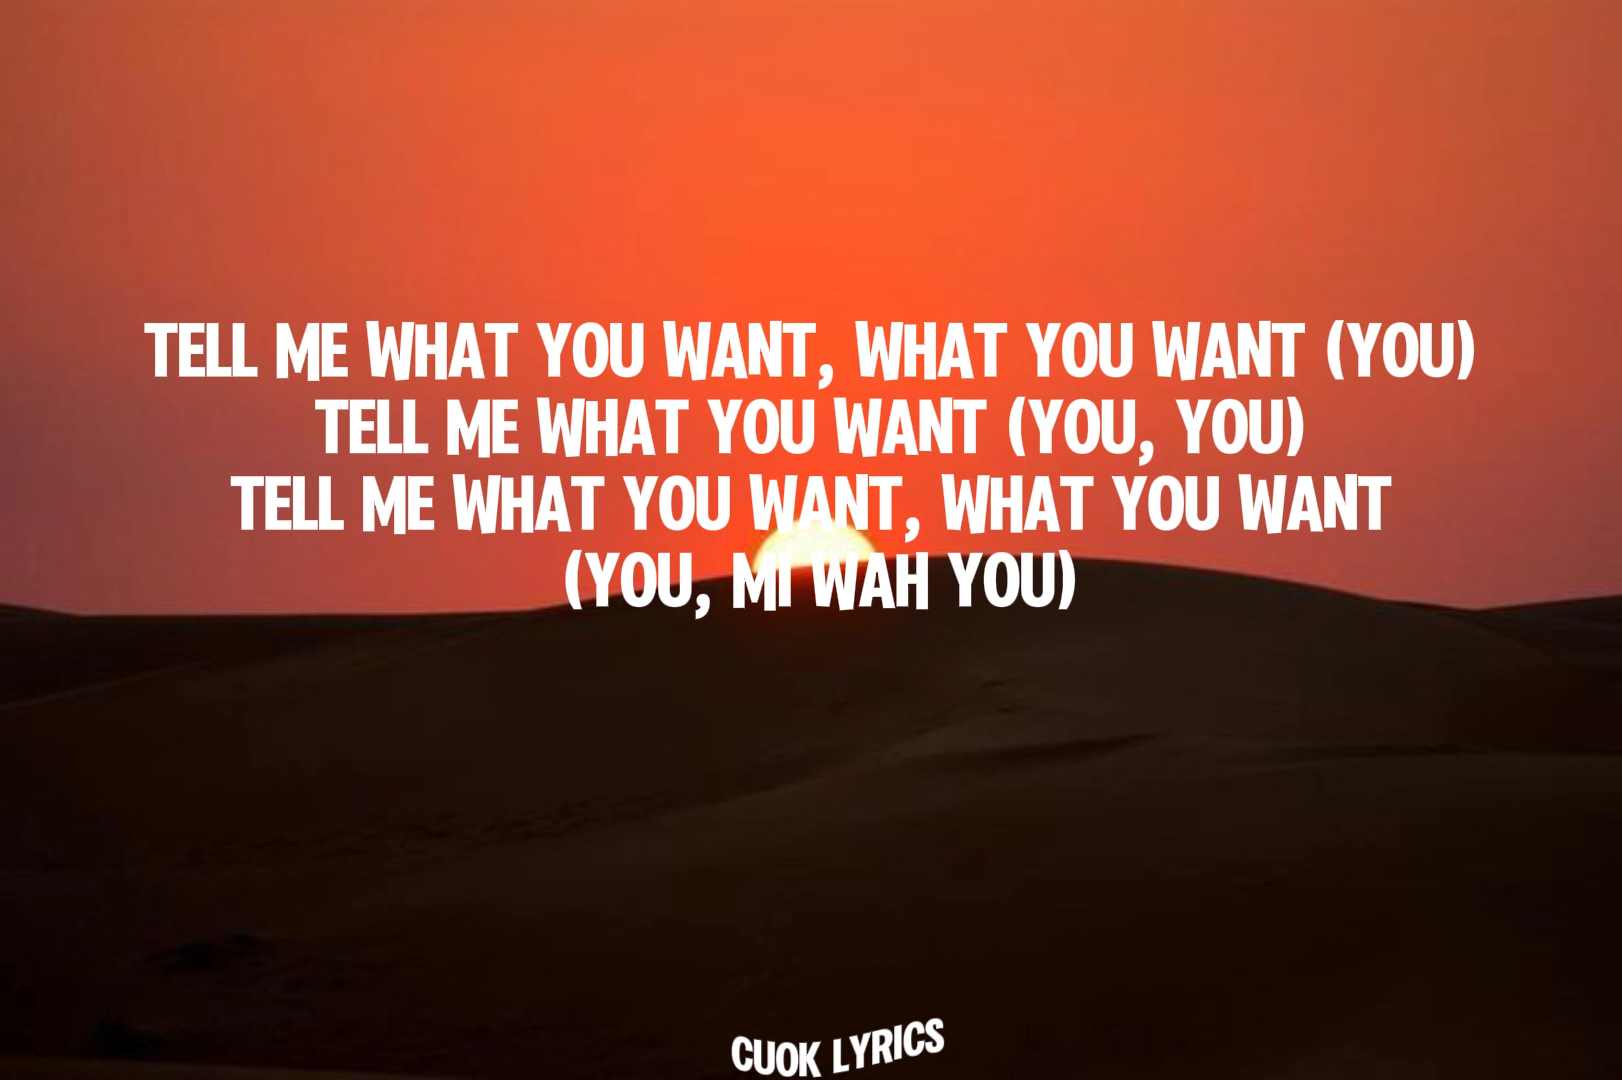 TELL ME WHAT YOU WANT, WHAT YOU WANT (YOU)
TELL ME WHAT YOU WANT (YOU, YOU)
TELL ME WHAT YOU WANT, WHAT YOU WANT
(YOU, MI WAH YOU)
CUOK LYRICS